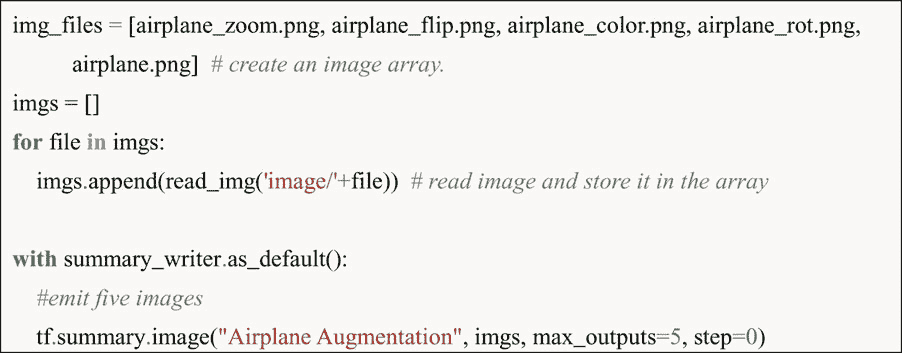 img_files = [airplane_zoom.png, airplane_flip.png, airplane_color.png, airplane_rot.png,
airplane.png] # create an image array.
imgs = []
for file in imgs:
imgs.append(read_img('image/'+file)) # read image and store it in the array
with summary_writer.as_default():
#emit five images
tf.summary.image("Airplane Augmentation", imgs, max_outputs=5, step=0)